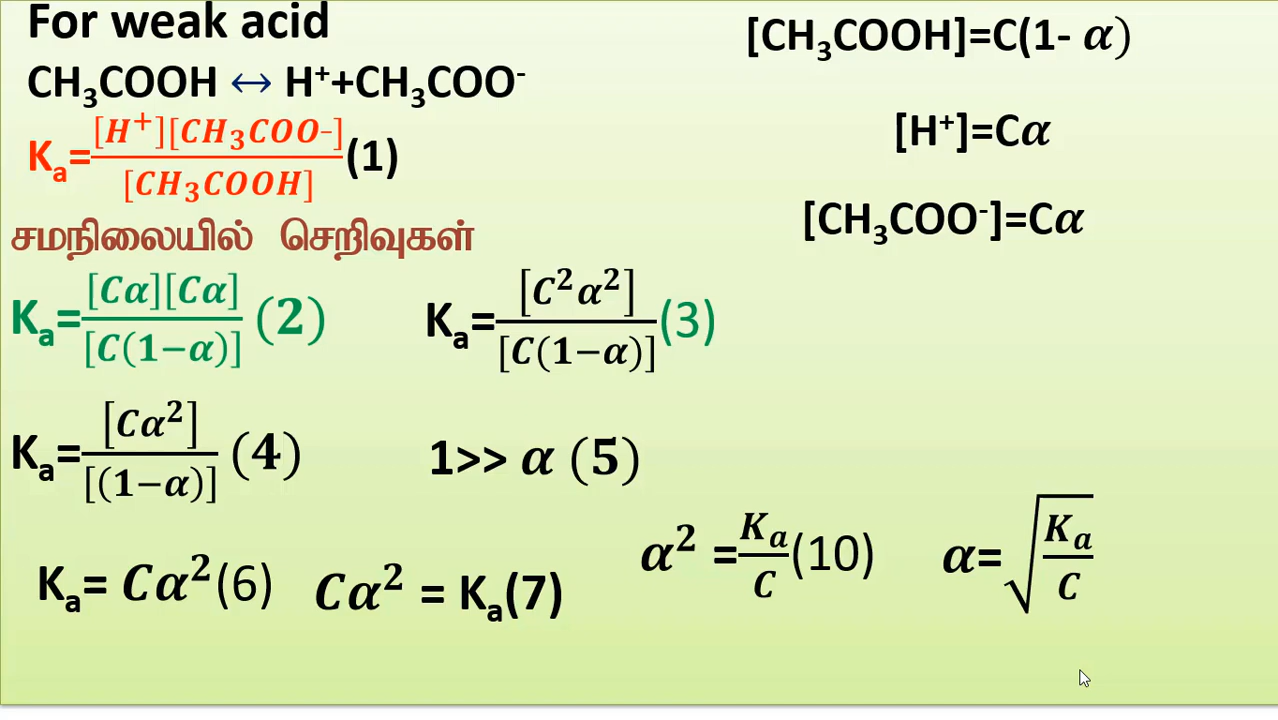 For weak acid
CH₃COOH ↔ H⁺+CH₃COO⁻
Kₐ=[H⁺][CH₃COO⁻]/[CH₃COOH] (1)
சமநிலையில் செறிவுகள்
[CH₃COOH]=C(1- α)
[H⁺]=Cα
[CH₃COO⁻]=Cα
Kₐ=[Cα][Cα]/[C(1−α)] (2)
Kₐ=[C²α²]/[C(1−α)] (3)
Kₐ=[Cα²]/[(1−α)] (4)
1>> α (5)
Kₐ= Cα²(6)
Cα² = Kₐ(7)
α² =Kₐ/C(10)
α=√(Kₐ/C)